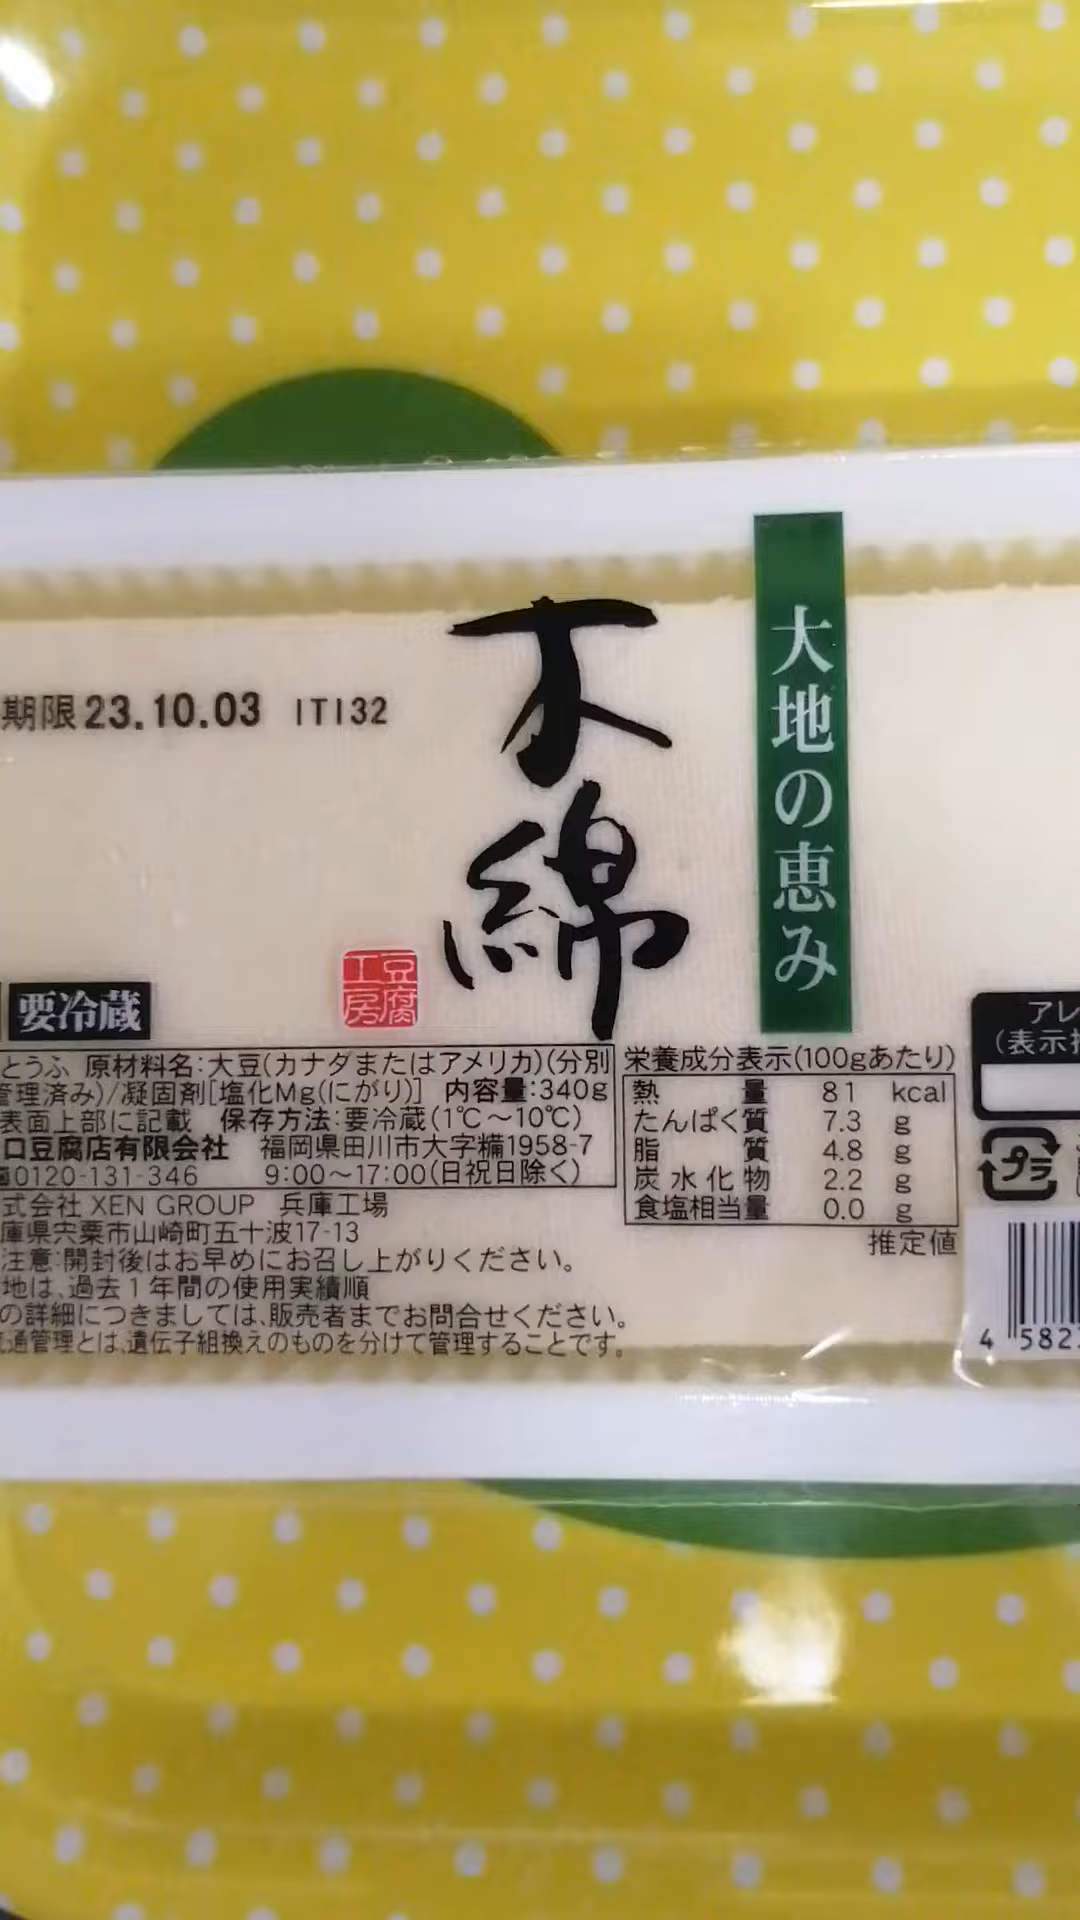 大地の恵み
木綿
豆腐工房
期限 23.10.03 ITI32
要冷蔵
とうふ 原材料名:大豆(カナダまたはアメリカ)(分別
管理済み)/凝固剤[塩化Mg(にがり)] 内容量:340g
表面上部に記載 保存方法:要冷蔵(1℃～10℃)
口豆腐店有限会社 福岡県田川市大字糒1958-7
0120-131-346 9:00～17:00(日祝日除く)
式会社 XEN GROUP 兵庫工場
庫県宍粟市山崎町五十波17-13
注意:開封後はお早めにお召し上がりください。
地は、過去1年間の使用実績順
の詳細につきましては、販売者までお問合せください。
通管理とは、遺伝子組換えのものを分けて管理することです。
栄養成分表示(100gあたり)
熱量 81 kcal
たんぱく質 7.3 g
脂質 4.8 g
炭水化物 2.2 g
食塩相当量 0.0 g
推定値
アレ
(表示
プラ
4 582